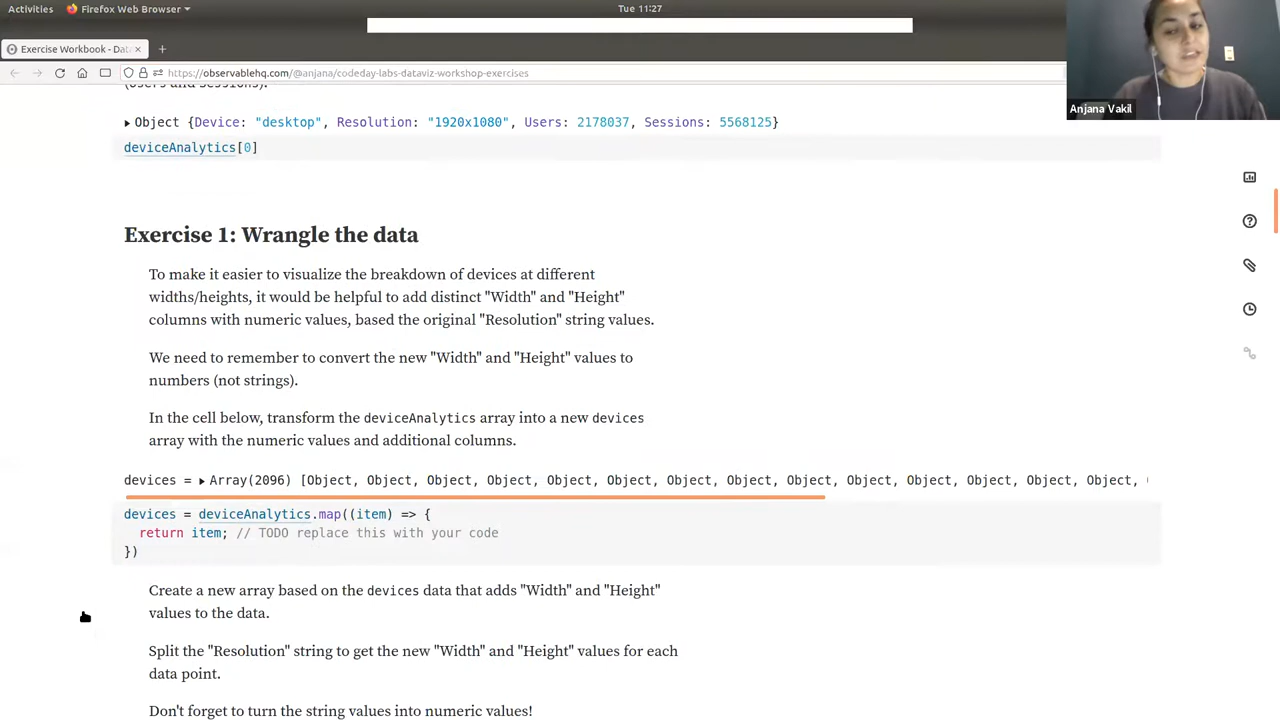 Activities
Firefox Web Browser
Tue 11:27
Exercise Workbook - Dat
https://observablehq.com/@anjana/codeday-labs-dataviz-workshop-exercises
Anjana Vakil
(Users and Sessions).
Object {Device: "desktop", Resolution: "1920x1080", Users: 2178037, Sessions: 5568125}
deviceAnalytics[0]
Exercise 1: Wrangle the data
To make it easier to visualize the breakdown of devices at different
widths/heights, it would be helpful to add distinct "Width" and "Height"
columns with numeric values, based the original "Resolution" string values.
We need to remember to convert the new "Width" and "Height" values to
numbers (not strings).
In the cell below, transform the deviceAnalytics array into a new devices
array with the numeric values and additional columns.
devices = Array(2096) [Object, Object, Object, Object, Object, Object, Object, Object, Object, Object, Object, Object, Object, Object, (
devices = deviceAnalytics.map((item) => {
return item; // TODO replace this with your code
})
Create a new array based on the devices data that adds "Width" and "Height"
values to the data.
Split the "Resolution" string to get the new "Width" and "Height" values for each
data point.
Don't forget to turn the string values into numeric values!